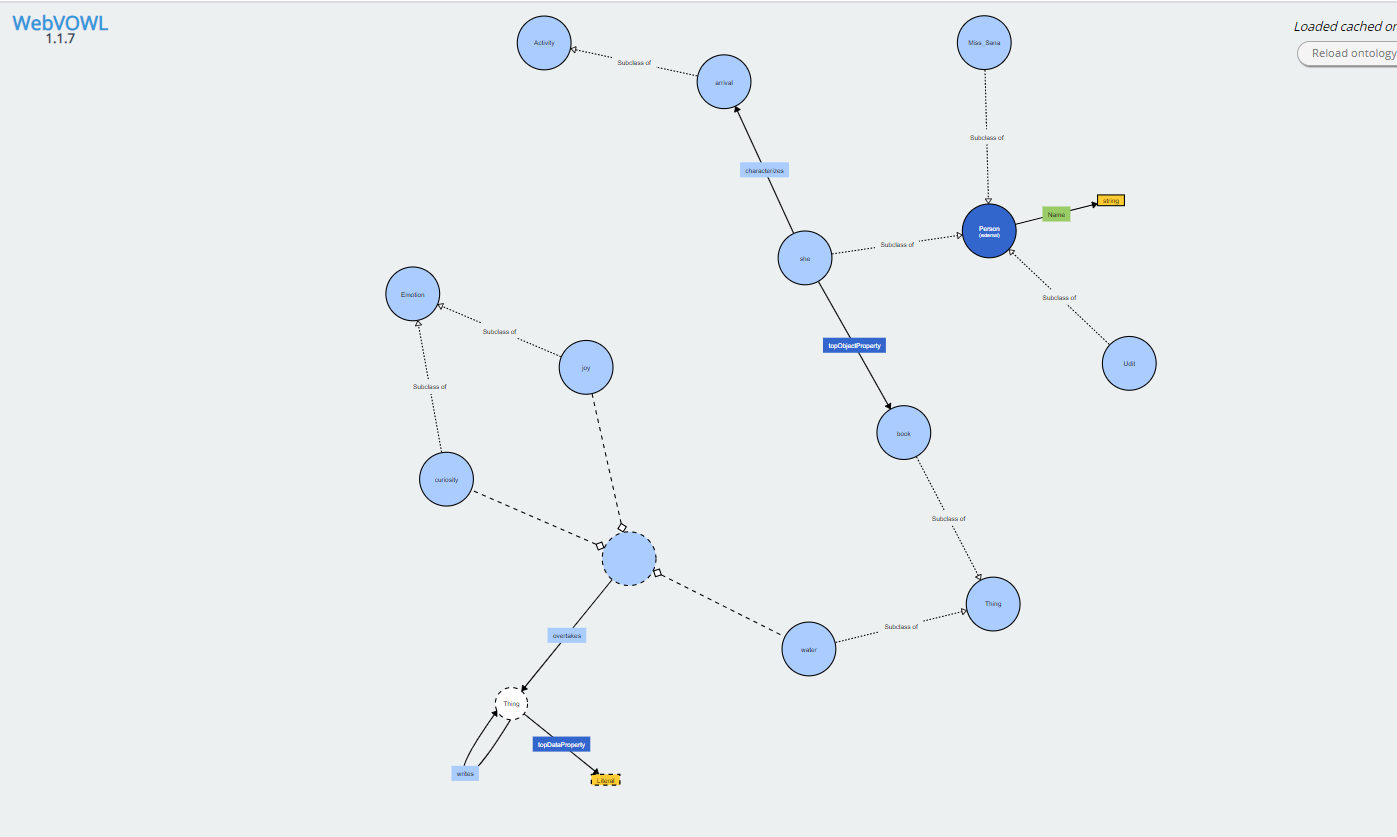 WebVOWL
1.1.7
Loaded cached or
Reload ontology
Activity
Subclass of
arrival
Miss_Sana
Subclass of
characterizes
string
Name
Person
(external)
Subclass of
she
Subclass of
Emotion
Subclass of
topObjectProperty
Udit
joy
Subclass of
book
curiosity
Subclass of
Thing
Subclass of
overtakes
water
Thing
topDataProperty
writes
Literal